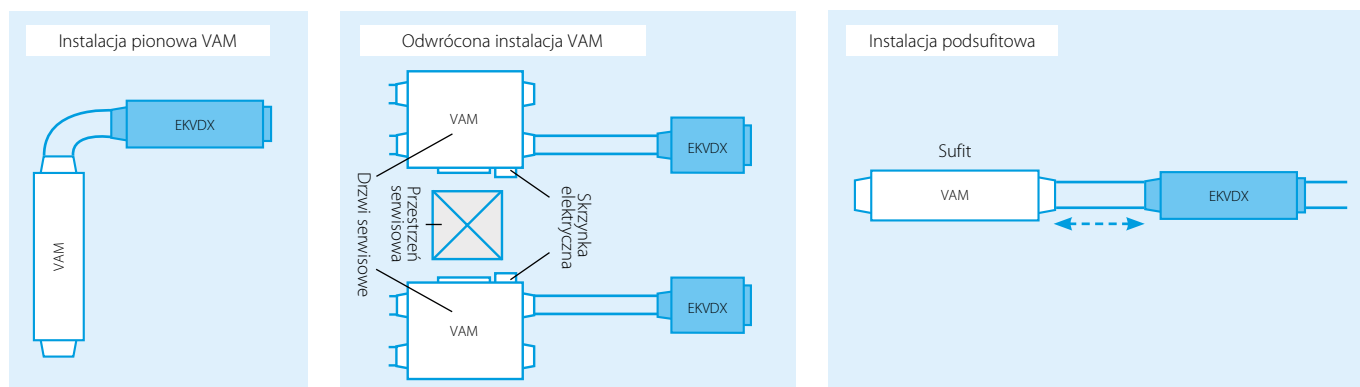 Instalacja pionowa VAM
EKVDX
VAM
Odwrócona instalacja VAM
VAM
EKVDX
Drzwi serwisowe
Przestrzeń
serwisowa
Skrzynka
elektryczna
VAM
EKVDX
Instalacja podsufitowa
Sufit
VAM
EKVDX